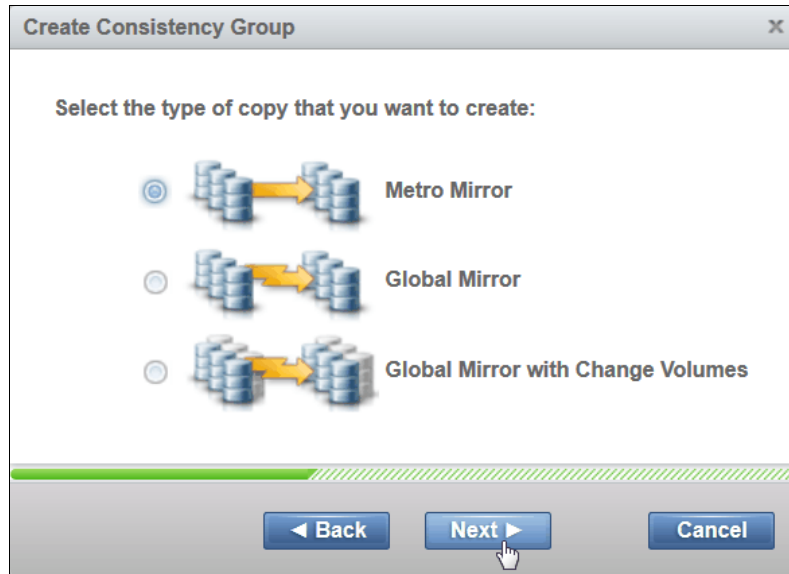 Create Consistency Group
Select the type of copy that you want to create:
Metro Mirror
Global Mirror
Global Mirror with Change Volumes
Back
Next
Cancel